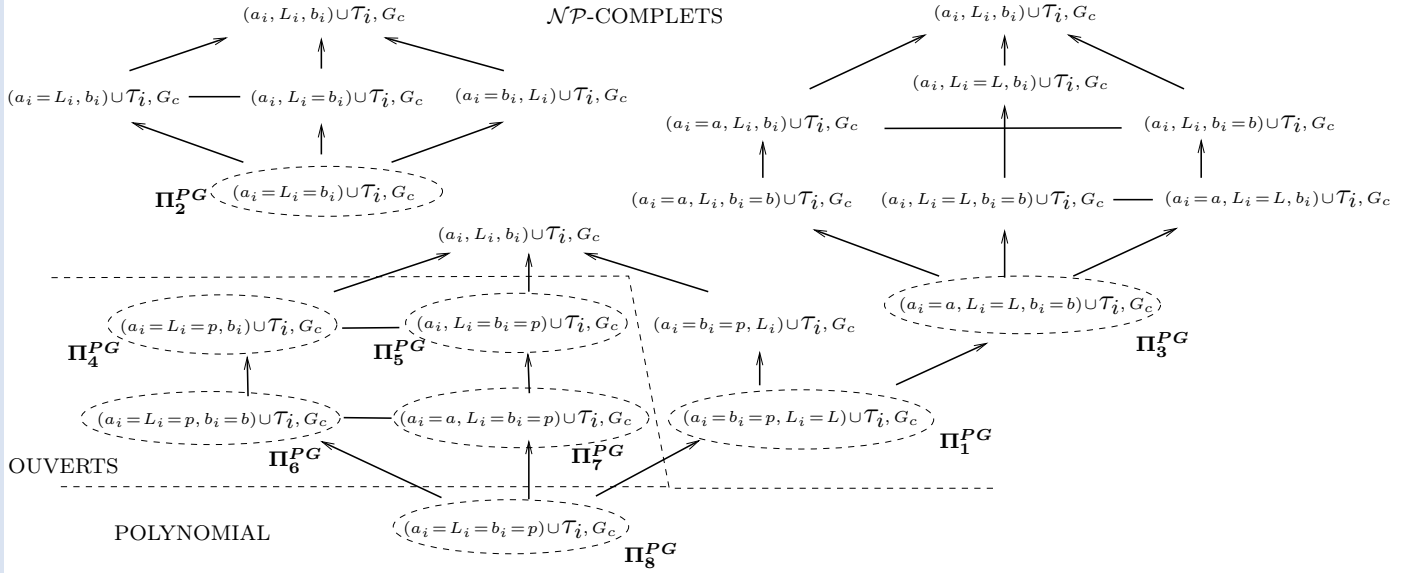 (a_i, L_i, b_i) ∪ 𝒯_i, G_c
𝒩𝒫-COMPLETS
(a_i, L_i, b_i) ∪ 𝒯_i, G_c
(a_i, L_i = L, b_i) ∪ 𝒯_i, G_c
(a_i = L_i, b_i) ∪ 𝒯_i, G_c
(a_i, L_i = b_i) ∪ 𝒯_i, G_c
(a_i = b_i, L_i) ∪ 𝒯_i, G_c
(a_i = a, L_i, b_i) ∪ 𝒯_i, G_c
(a_i, L_i, b_i = b) ∪ 𝒯_i, G_c
Π_2^{PG}
(a_i = L_i = b_i) ∪ 𝒯_i, G_c
(a_i = a, L_i, b_i = b) ∪ 𝒯_i, G_c
(a_i, L_i = L, b_i = b) ∪ 𝒯_i, G_c
(a_i = a, L_i = L, b_i) ∪ 𝒯_i, G_c
(a_i, L_i, b_i) ∪ 𝒯_i, G_c
(a_i = a, L_i = L, b_i = b) ∪ 𝒯_i, G_c
Π_3^{PG}
(a_i = L_i = p, b_i) ∪ 𝒯_i, G_c
(a_i, L_i = b_i = p) ∪ 𝒯_i, G_c
(a_i = b_i = p, L_i) ∪ 𝒯_i, G_c
Π_4^{PG}
Π_5^{PG}
(a_i = L_i = p, b_i = b) ∪ 𝒯_i, G_c
(a_i = a, L_i = b_i = p) ∪ 𝒯_i, G_c
(a_i = b_i = p, L_i = L) ∪ 𝒯_i, G_c
Π_1^{PG}
OUVERTS
Π_6^{PG}
Π_7^{PG}
POLYNOMIAL
(a_i = L_i = b_i = p) ∪ 𝒯_i, G_c
Π_8^{PG}